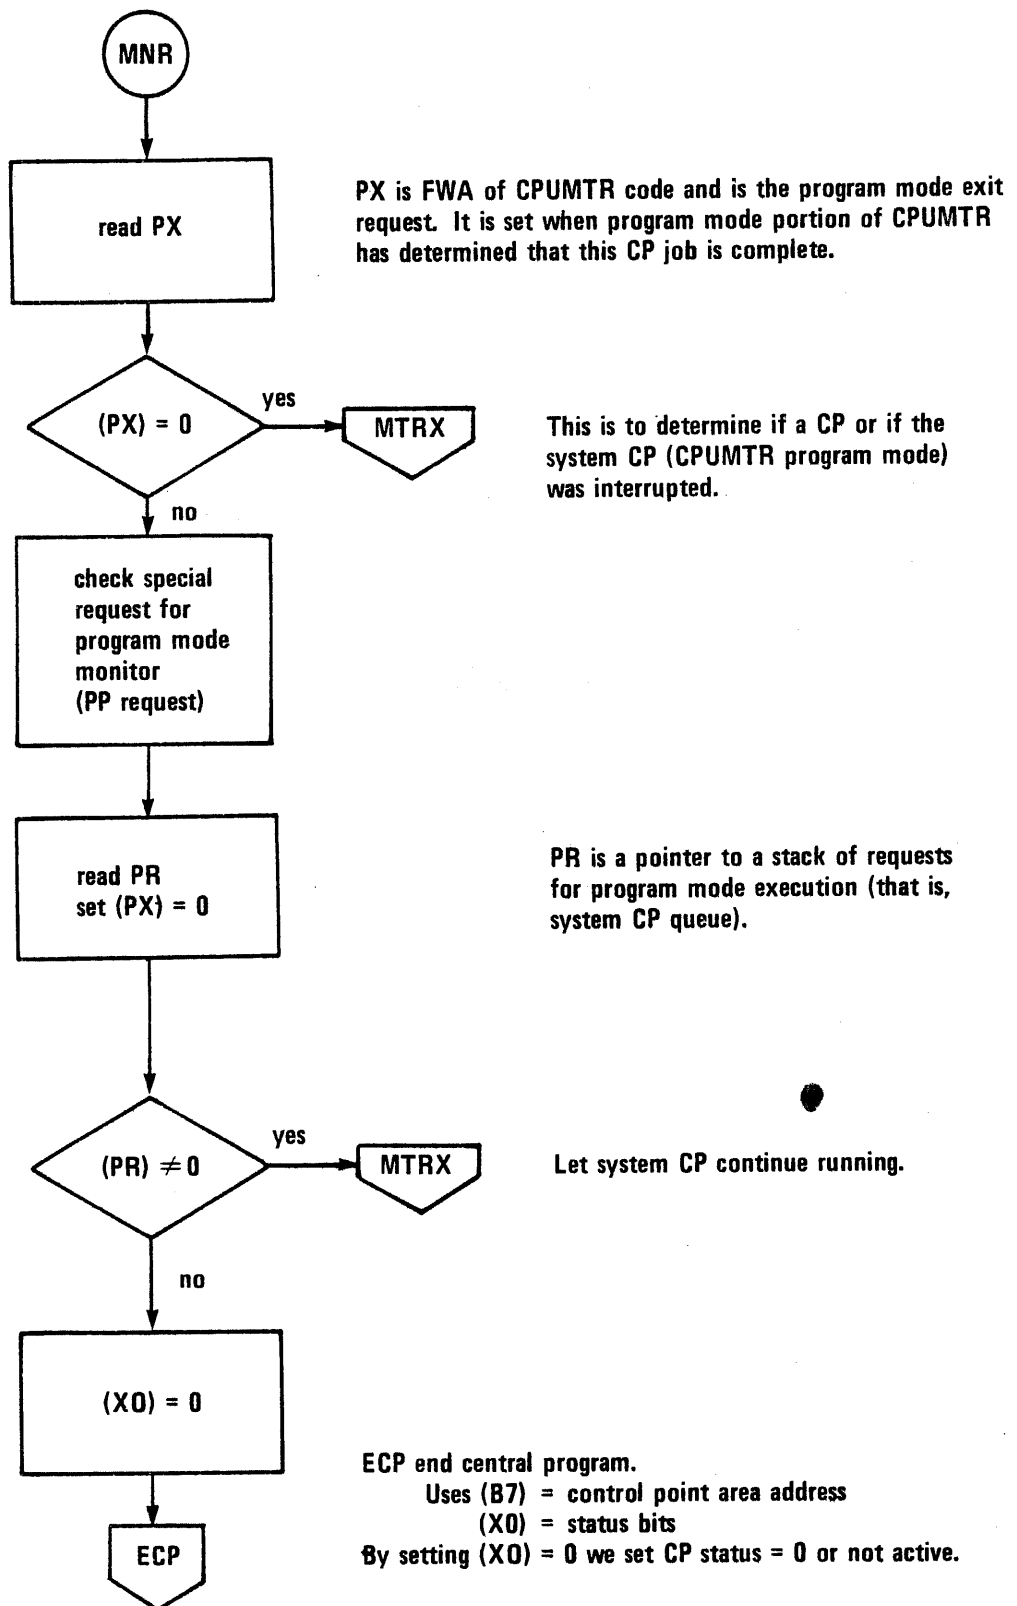 MNR
read PX
PX is FWA of CPUMTR code and is the program mode exit
request. It is set when program mode portion of CPUMTR
has determined that this CP job is complete.
(PX) = 0
yes
MTRX
This is to determine if a CP or if the
system CP (CPUMTR program mode)
was interrupted.
no
check special
request for
program mode
monitor
(PP request)
read PR
set (PX) = 0
PR is a pointer to a stack of requests
for program mode execution (that is,
system CP queue).
(PR) ≠ 0
yes
MTRX
Let system CP continue running.
no
(X0) = 0
ECP end central program.
Uses (B7) = control point area address
(X0) = status bits
By setting (X0) = 0 we set CP status = 0 or not active.
ECP